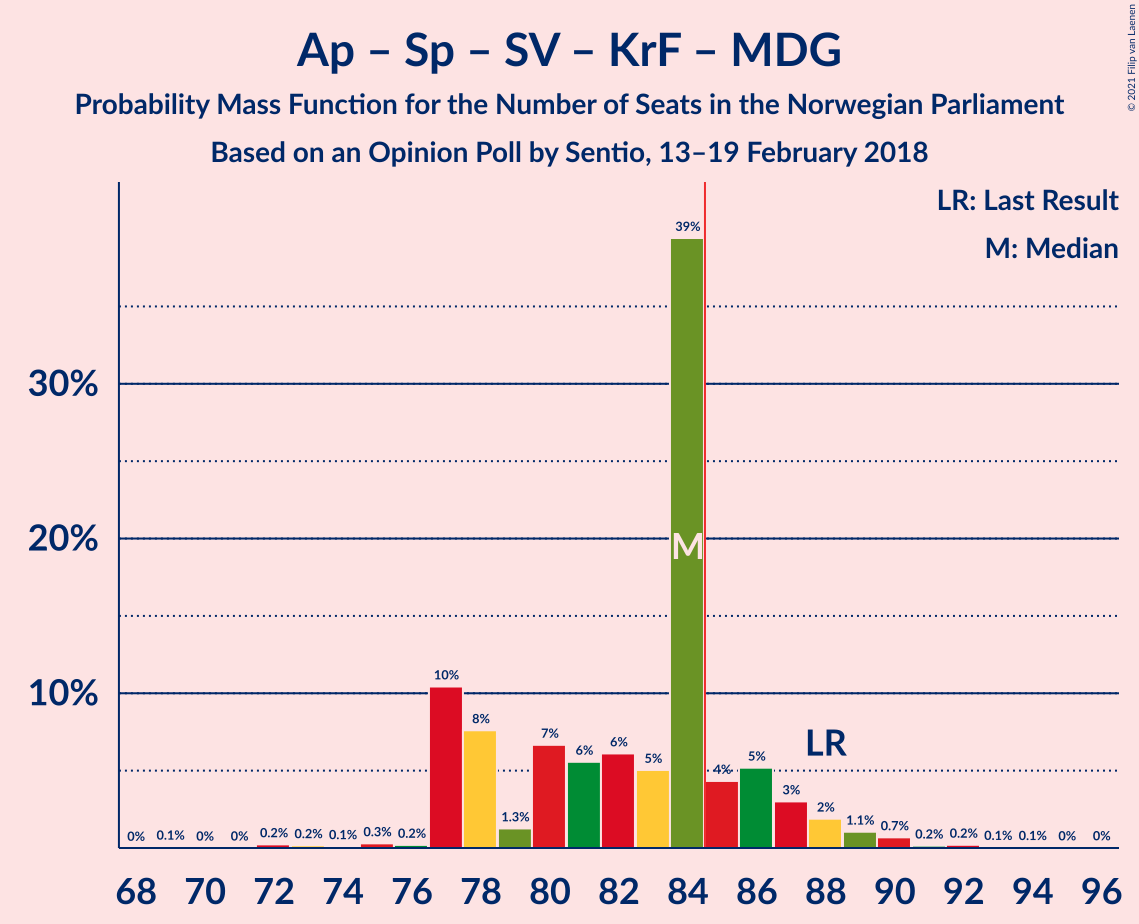 Ap – Sp – SV – KrF – MDG
Probability Mass Function for the Number of Seats in the Norwegian Parliament
Based on an Opinion Poll by Sentio, 13–19 February 2018
© 2021 Filip van Laenen
LR: Last Result
M: Median
30%
20%
10%
0% 0.1% 0% 0% 0.2% 0.2% 0.1% 0.3% 0.2% 10% 8% 1.3% 7% 6% 6% 5% 39% 4% 5% 3% 2% 1.1% 0.7% 0.2% 0.2% 0.1% 0.1% 0% 0%
M
LR
68 70 72 74 76 78 80 82 84 86 88 90 92 94 96